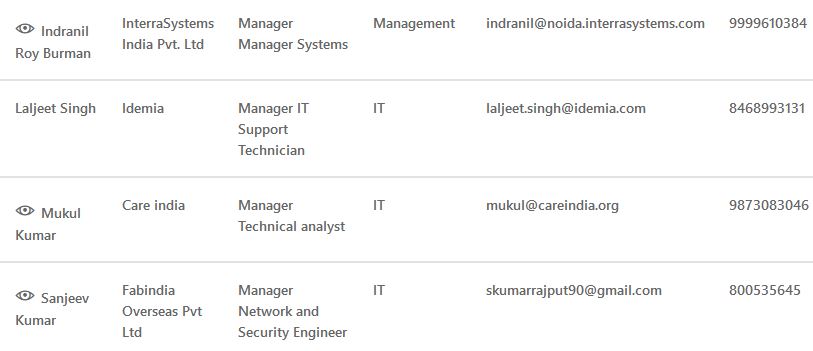 Indranil Roy Burman InterraSystems India Pvt. Ltd Manager Manager Systems Management indranil@noida.interrasystems.com 9999610384
Laljeet Singh Idemia Manager IT Support Technician IT laljeet.singh@idemia.com 8468993131
Mukul Kumar Care india Manager Technical analyst IT mukul@careindia.org 9873083046
Sanjeev Kumar Fabindia Overseas Pvt Ltd Manager Network and Security Engineer IT skumarrajput90@gmail.com 800535645